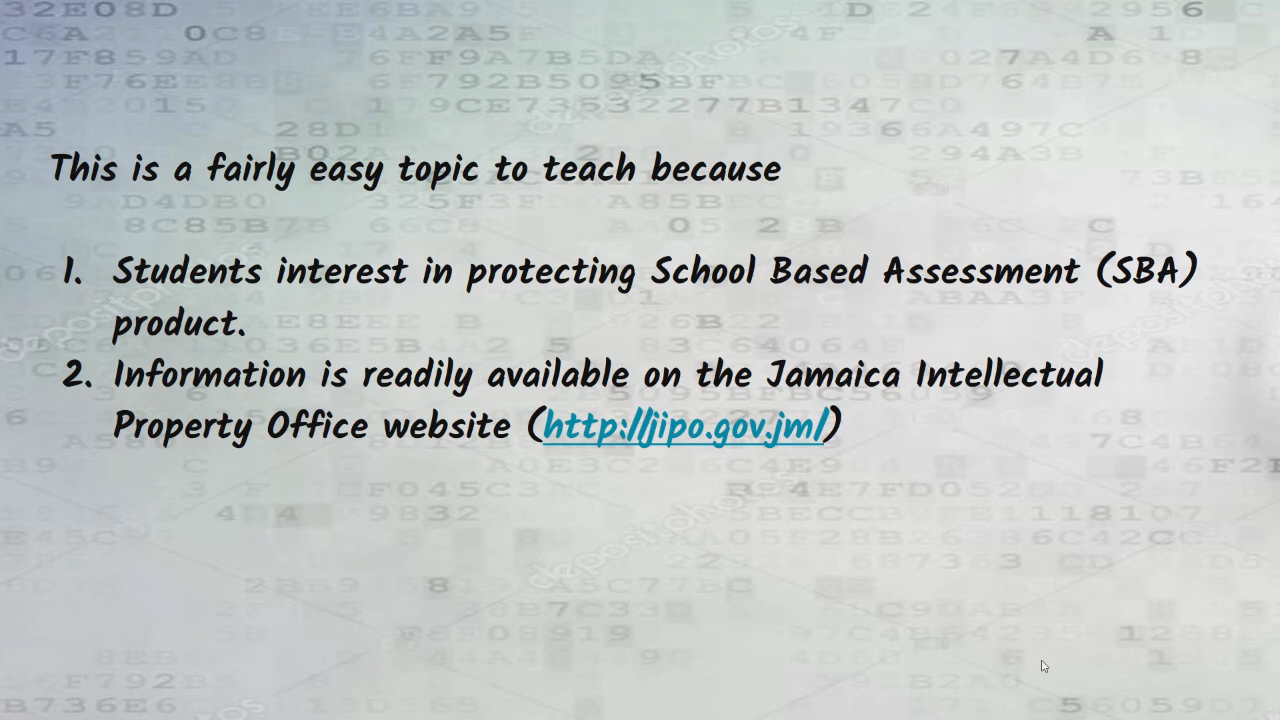 This is a fairly easy topic to teach because
1. Students interest in protecting School Based Assessment (SBA)
product.
2. Information is readily available on the Jamaica Intellectual
Property Office website (http://jipo.gov.jm/)